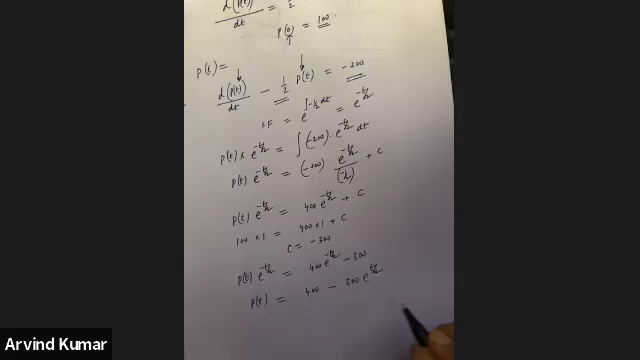 d(P(t))/dt = 1/2
P(0) = 100
P(t) =
d(P(t))/dt - 1/2 P(t) = -200
I.F = e^∫-1/2 dt = e^-t/2
P(t) × e^-t/2 = ∫(-200) · e^-t/2 dt
P(t) e^-t/2 = (-200) e^-t/2/(-1/2) + C
P(t) e^-t/2 = 400 e^-t/2 + C
100 × 1 = 400 × 1 + C
C = -300
P(t) e^-t/2 = 400 e^-t/2 - 300
P(t) = 400 - 300 e^t/2
Arvind Kumar